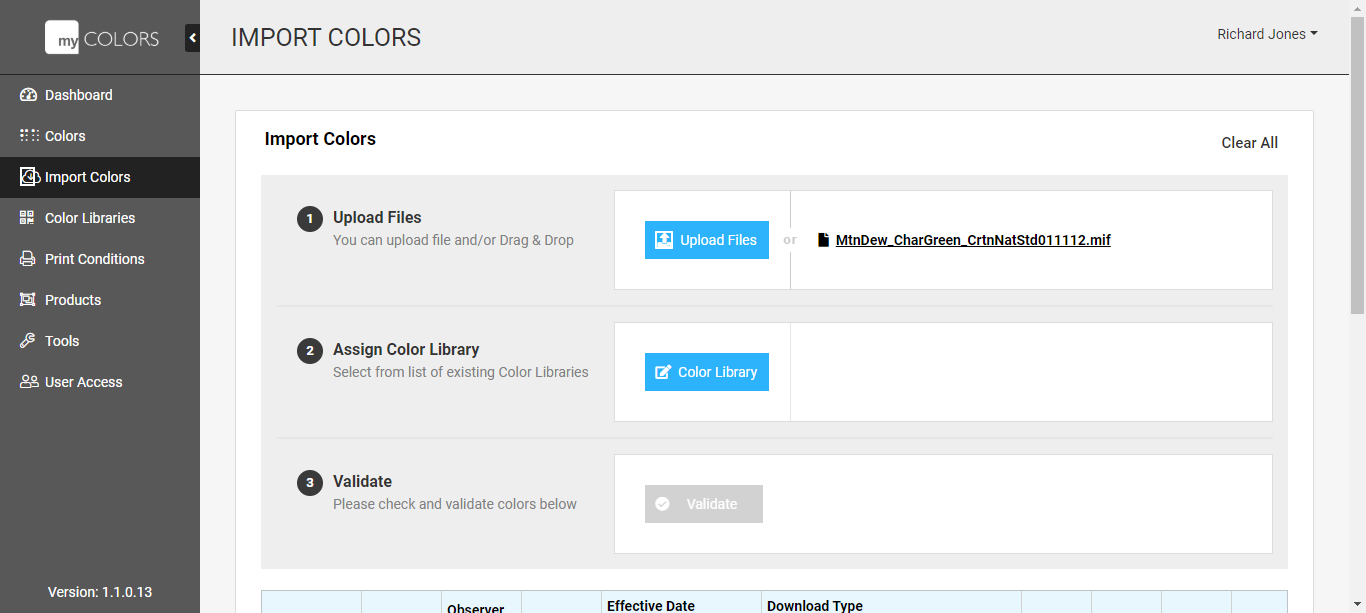 my COLORS
IMPORT COLORS
Richard Jones
Dashboard
Colors
Import Colors
Color Libraries
Print Conditions
Products
Tools
User Access
Version: 1.1.0.13
Import Colors
Clear All
1 Upload Files
You can upload file and/or Drag & Drop
Upload Files or MtnDew_CharGreen_CrtnNatStd011112.mif
2 Assign Color Library
Select from list of existing Color Libraries
Color Library
3 Validate
Please check and validate colors below
Validate
Observer Effective Date Download Type